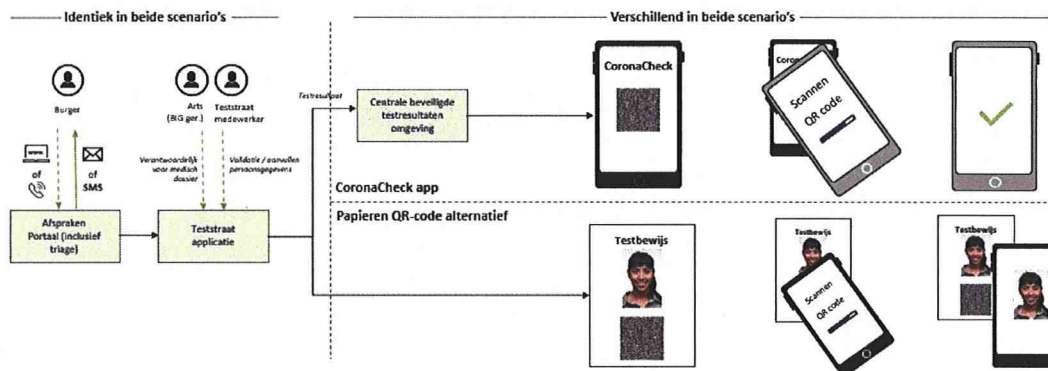 Identiek in beide scenario's
Verschillend in beide scenario's
Burger
of
of
SMS
Arts
(BIG ger.)
Teststraat
medewerker
Verantwoordelijk
voor medisch
dossier
Validatie / aanvullen
persoonsgegevens
Afspraken
Portaal (inclusief
triage)
Teststraat
applicatie
Testresultaat
Centrale beveiligde
testresultaten
omgeving
CoronaCheck
Scannen
QR code
CoronaCheck app
Papieren QR-code alternatief
Testbewijs
Testbewijs
Scannen
QR code
Testbewijs